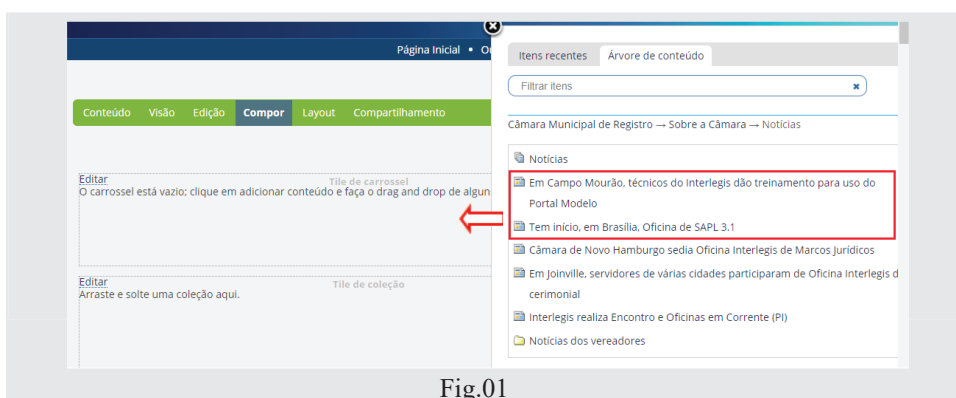 Página Inicial • O
Itens recentes Árvore de conteúdo
Filtrar itens
Conteúdo Visão Edição Compor Layout Compartilhamento
Câmara Municipal de Registro → Sobre a Câmara → Notícias
Notícias
Editar
Tile de carrossel
O carrossel está vazio; clique em adicionar conteúdo e faça o drag and drop de algun
Em Campo Mourão, técnicos do Interlegis dão treinamento para uso do
Portal Modelo
Tem início, em Brasília, Oficina de SAPL 3.1
Câmara de Novo Hamburgo sedia Oficina Interlegis de Marcos Jurídicos
Em Joinville, servidores de várias cidades participaram de Oficina Interlegis d
cerimonial
Interlegis realiza Encontro e Oficinas em Corrente (PI)
Notícias dos vereadores
Editar
Tile de coleção
Arraste e solte uma coleção aqui.
Fig.01